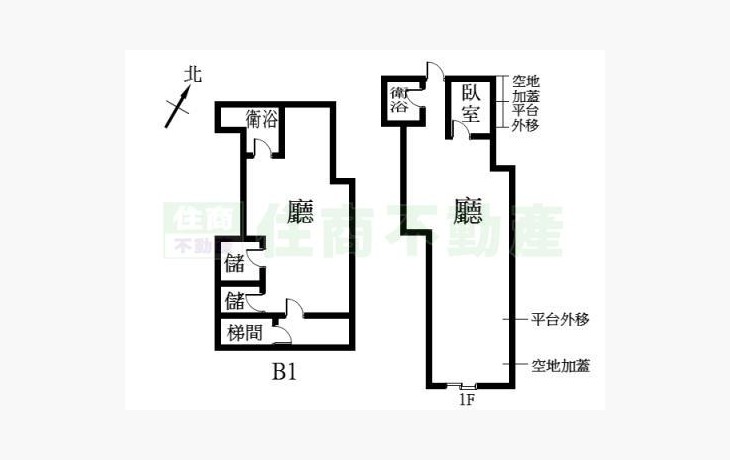 北
衛浴
廳
儲
儲
梯間
B1
衛浴
臥室
空地
加蓋
平台
外移
廳
平台外移
空地加蓋
1F
住商
不動產
住商不動產